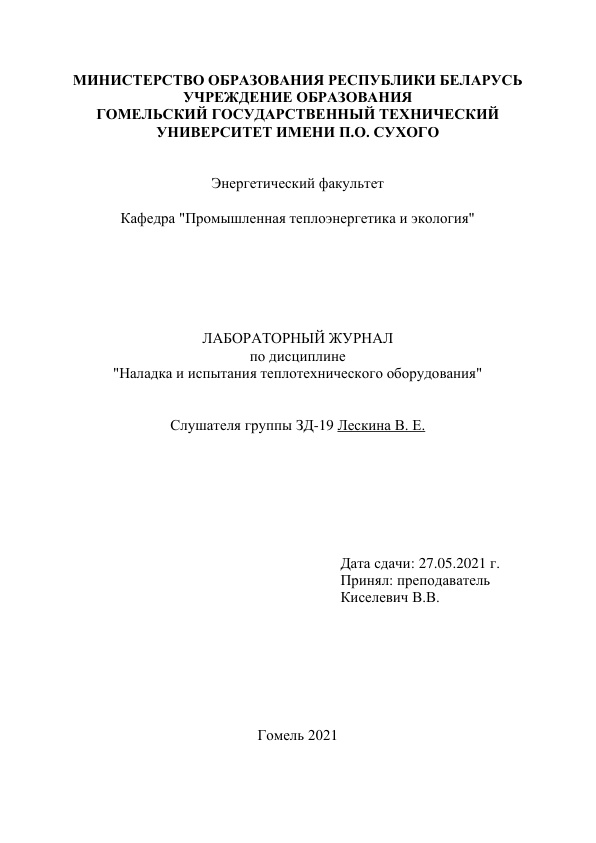 МИНИСТЕРСТВО ОБРАЗОВАНИЯ РЕСПУБЛИКИ БЕЛАРУСЬ
УЧРЕЖДЕНИЕ ОБРАЗОВАНИЯ
ГОМЕЛЬСКИЙ ГОСУДАРСТВЕННЫЙ ТЕХНИЧЕСКИЙ
УНИВЕРСИТЕТ ИМЕНИ П.О. СУХОГО
Энергетический факультет
Кафедра "Промышленная теплоэнергетика и экология"
ЛАБОРАТОРНЫЙ ЖУРНАЛ
по дисциплине
"Наладка и испытания теплотехнического оборудования"
Слушателя группы ЗД-19 Лескина В. Е.
Дата сдачи: 27.05.2021 г.
Принял: преподаватель
Киселевич В.В.
Гомель 2021